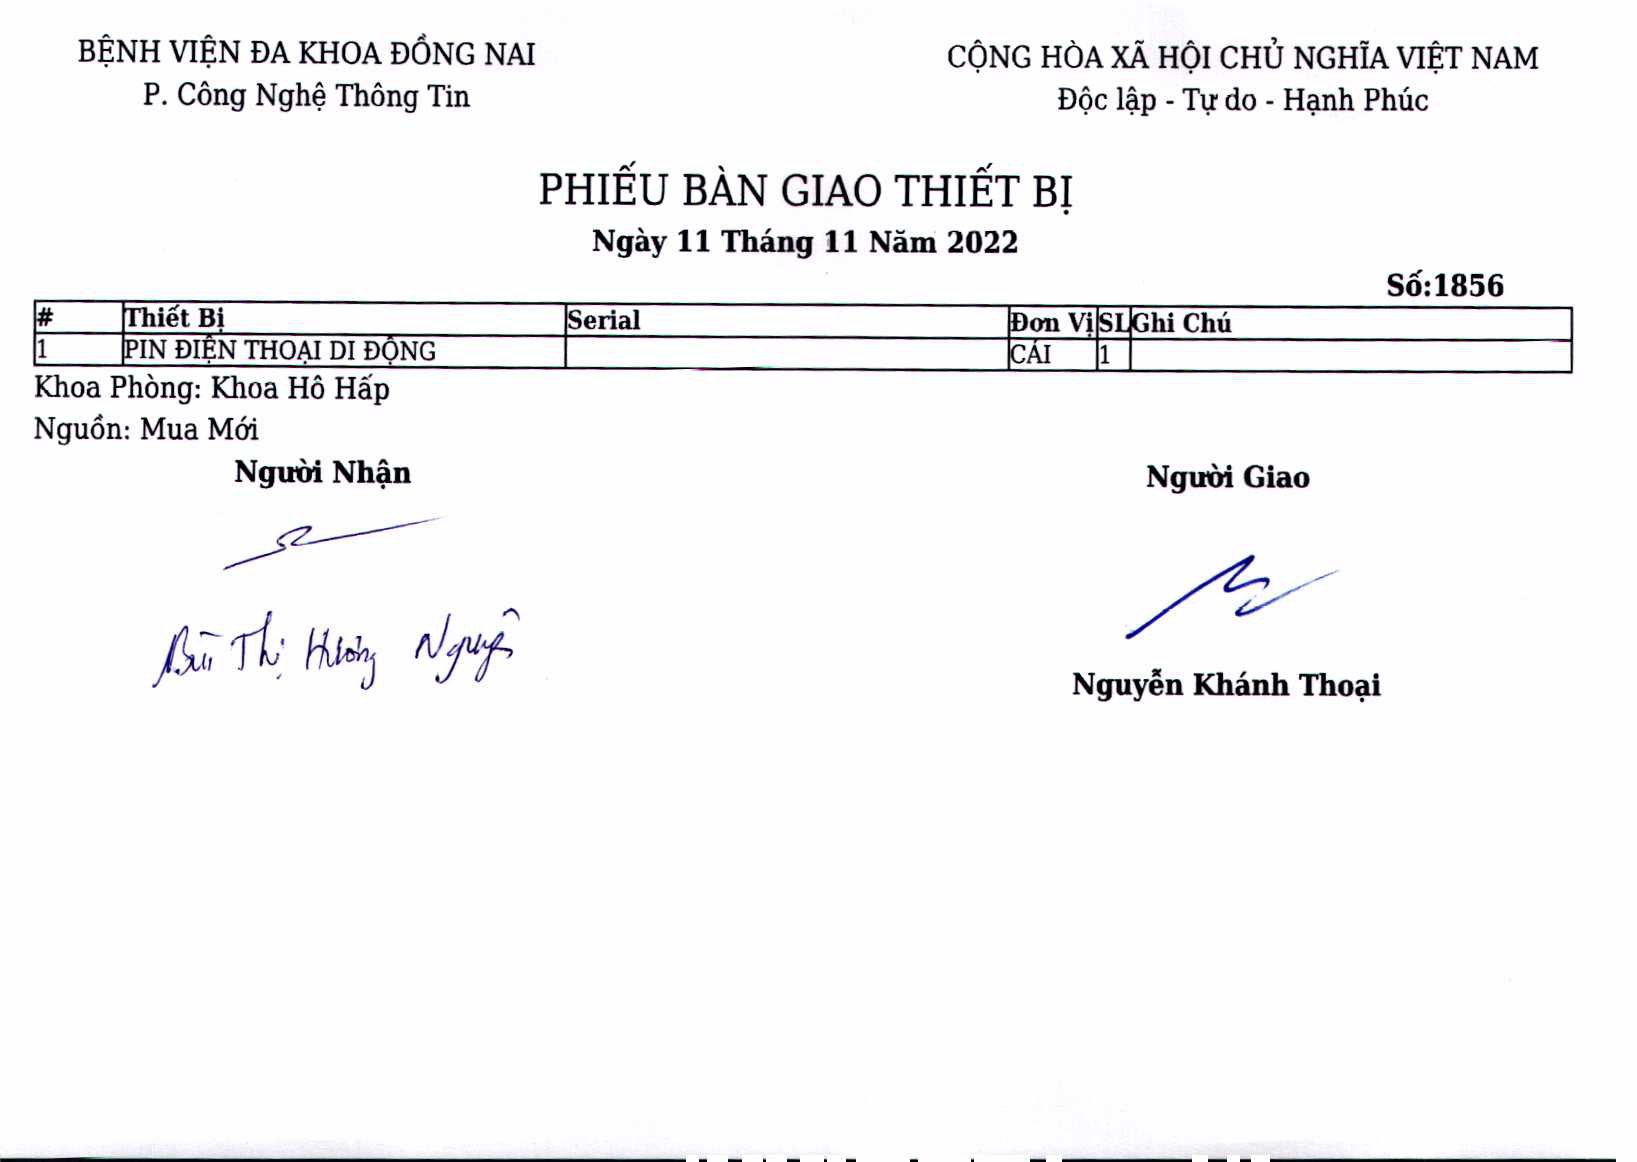 BỆNH VIỆN ĐA KHOA ĐỒNG NAI
P. Công Nghệ Thông Tin
CỘNG HÒA XÃ HỘI CHỦ NGHĨA VIỆT NAM
Độc lập - Tự do - Hạnh Phúc
PHIẾU BÀN GIAO THIẾT BỊ
Ngày 11 Tháng 11 Năm 2022
Số:1856
# Thiết Bị Serial Đơn Vị SL Ghi Chú
1 PIN ĐIỆN THOẠI DI ĐỘNG CÁI 1
Khoa Phòng: Khoa Hô Hấp
Nguồn: Mua Mới
Người Nhận
Người Giao
Bùi Thị Hương
Nguyễn Khánh Thoại